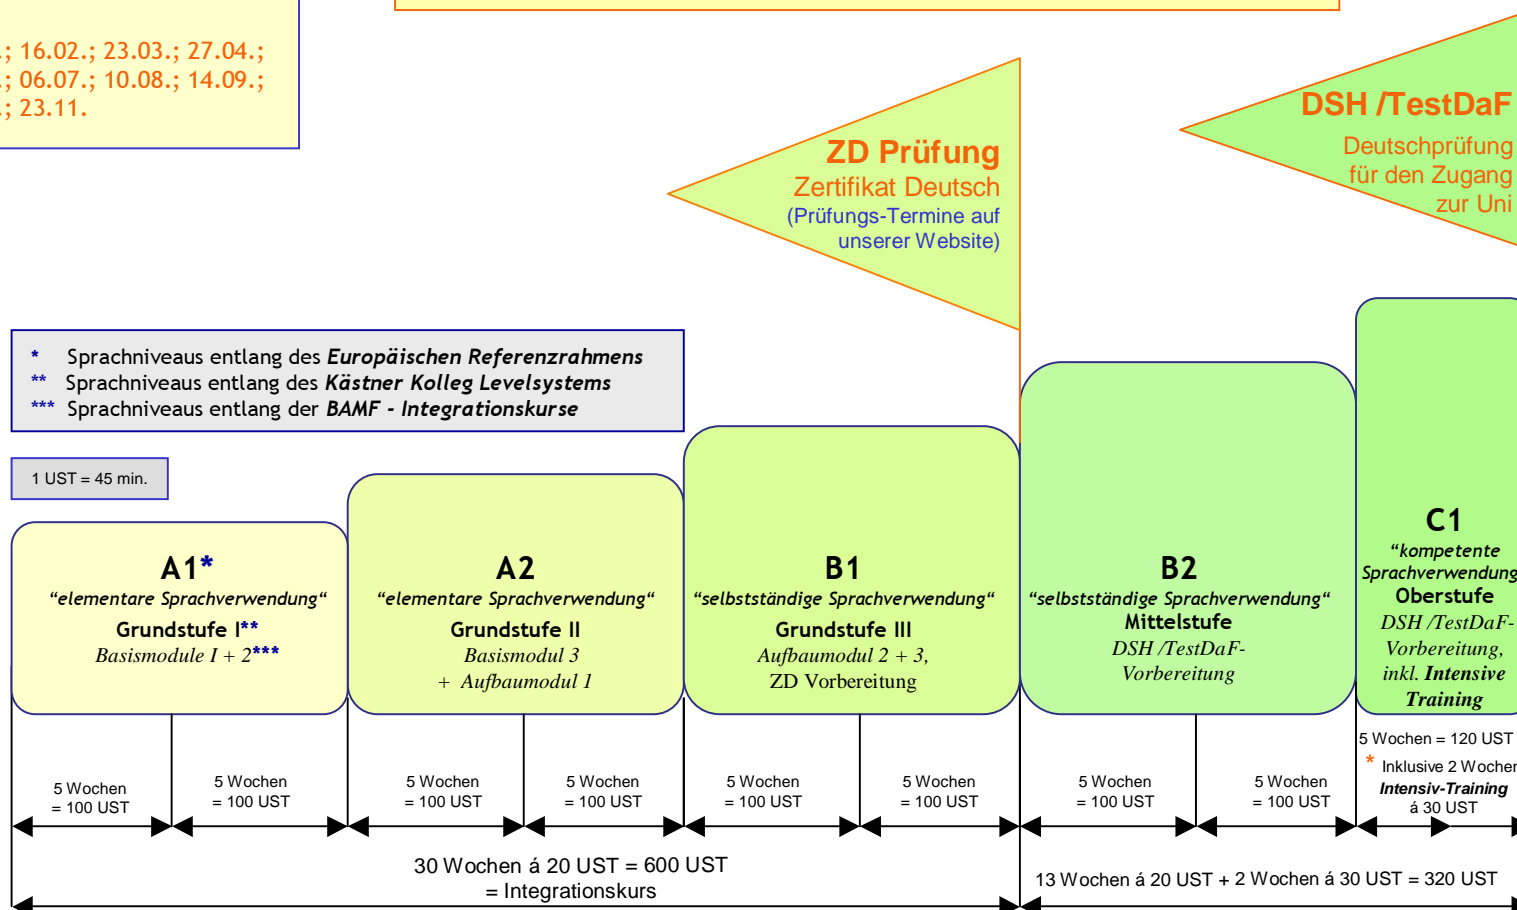 .; 16.02.; 23.03.; 27.04.;
.; 06.07.; 10.08.; 14.09.;
.; 23.11.
ZD Prüfung
Zertifikat Deutsch
(Prüfungs-Termine auf
unserer Website)
DSH /TestDaF
Deutschprüfung
für den Zugang
zur Uni
* Sprachniveaus entlang des Europäischen Referenzrahmens
** Sprachniveaus entlang des Kästner Kolleg Levelsystems
*** Sprachniveaus entlang der BAMF - Integrationskurse
1 UST = 45 min.
A1*
“elementare Sprachverwendung“
Grundstufe I**
Basismodule I + 2***
A2
“elementare Sprachverwendung“
Grundstufe II
Basismodul 3
+ Aufbaumodul 1
B1
“selbstständige Sprachverwendung“
Grundstufe III
Aufbaumodul 2 + 3,
ZD Vorbereitung
B2
“selbstständige Sprachverwendung“
Mittelstufe
DSH /TestDaF-
Vorbereitung
C1
“kompetente
Sprachverwendung
Oberstufe
DSH /TestDaF-
Vorbereitung,
inkl. Intensive
Training
5 Wochen
= 100 UST
5 Wochen
= 100 UST
5 Wochen
= 100 UST
5 Wochen
= 100 UST
5 Wochen
= 100 UST
5 Wochen
= 100 UST
5 Wochen
= 100 UST
5 Wochen
= 100 UST
5 Wochen = 120 UST
* Inklusive 2 Wochen
Intensiv-Training
á 30 UST
30 Wochen á 20 UST = 600 UST
= Integrationskurs
13 Wochen á 20 UST + 2 Wochen á 30 UST = 320 UST